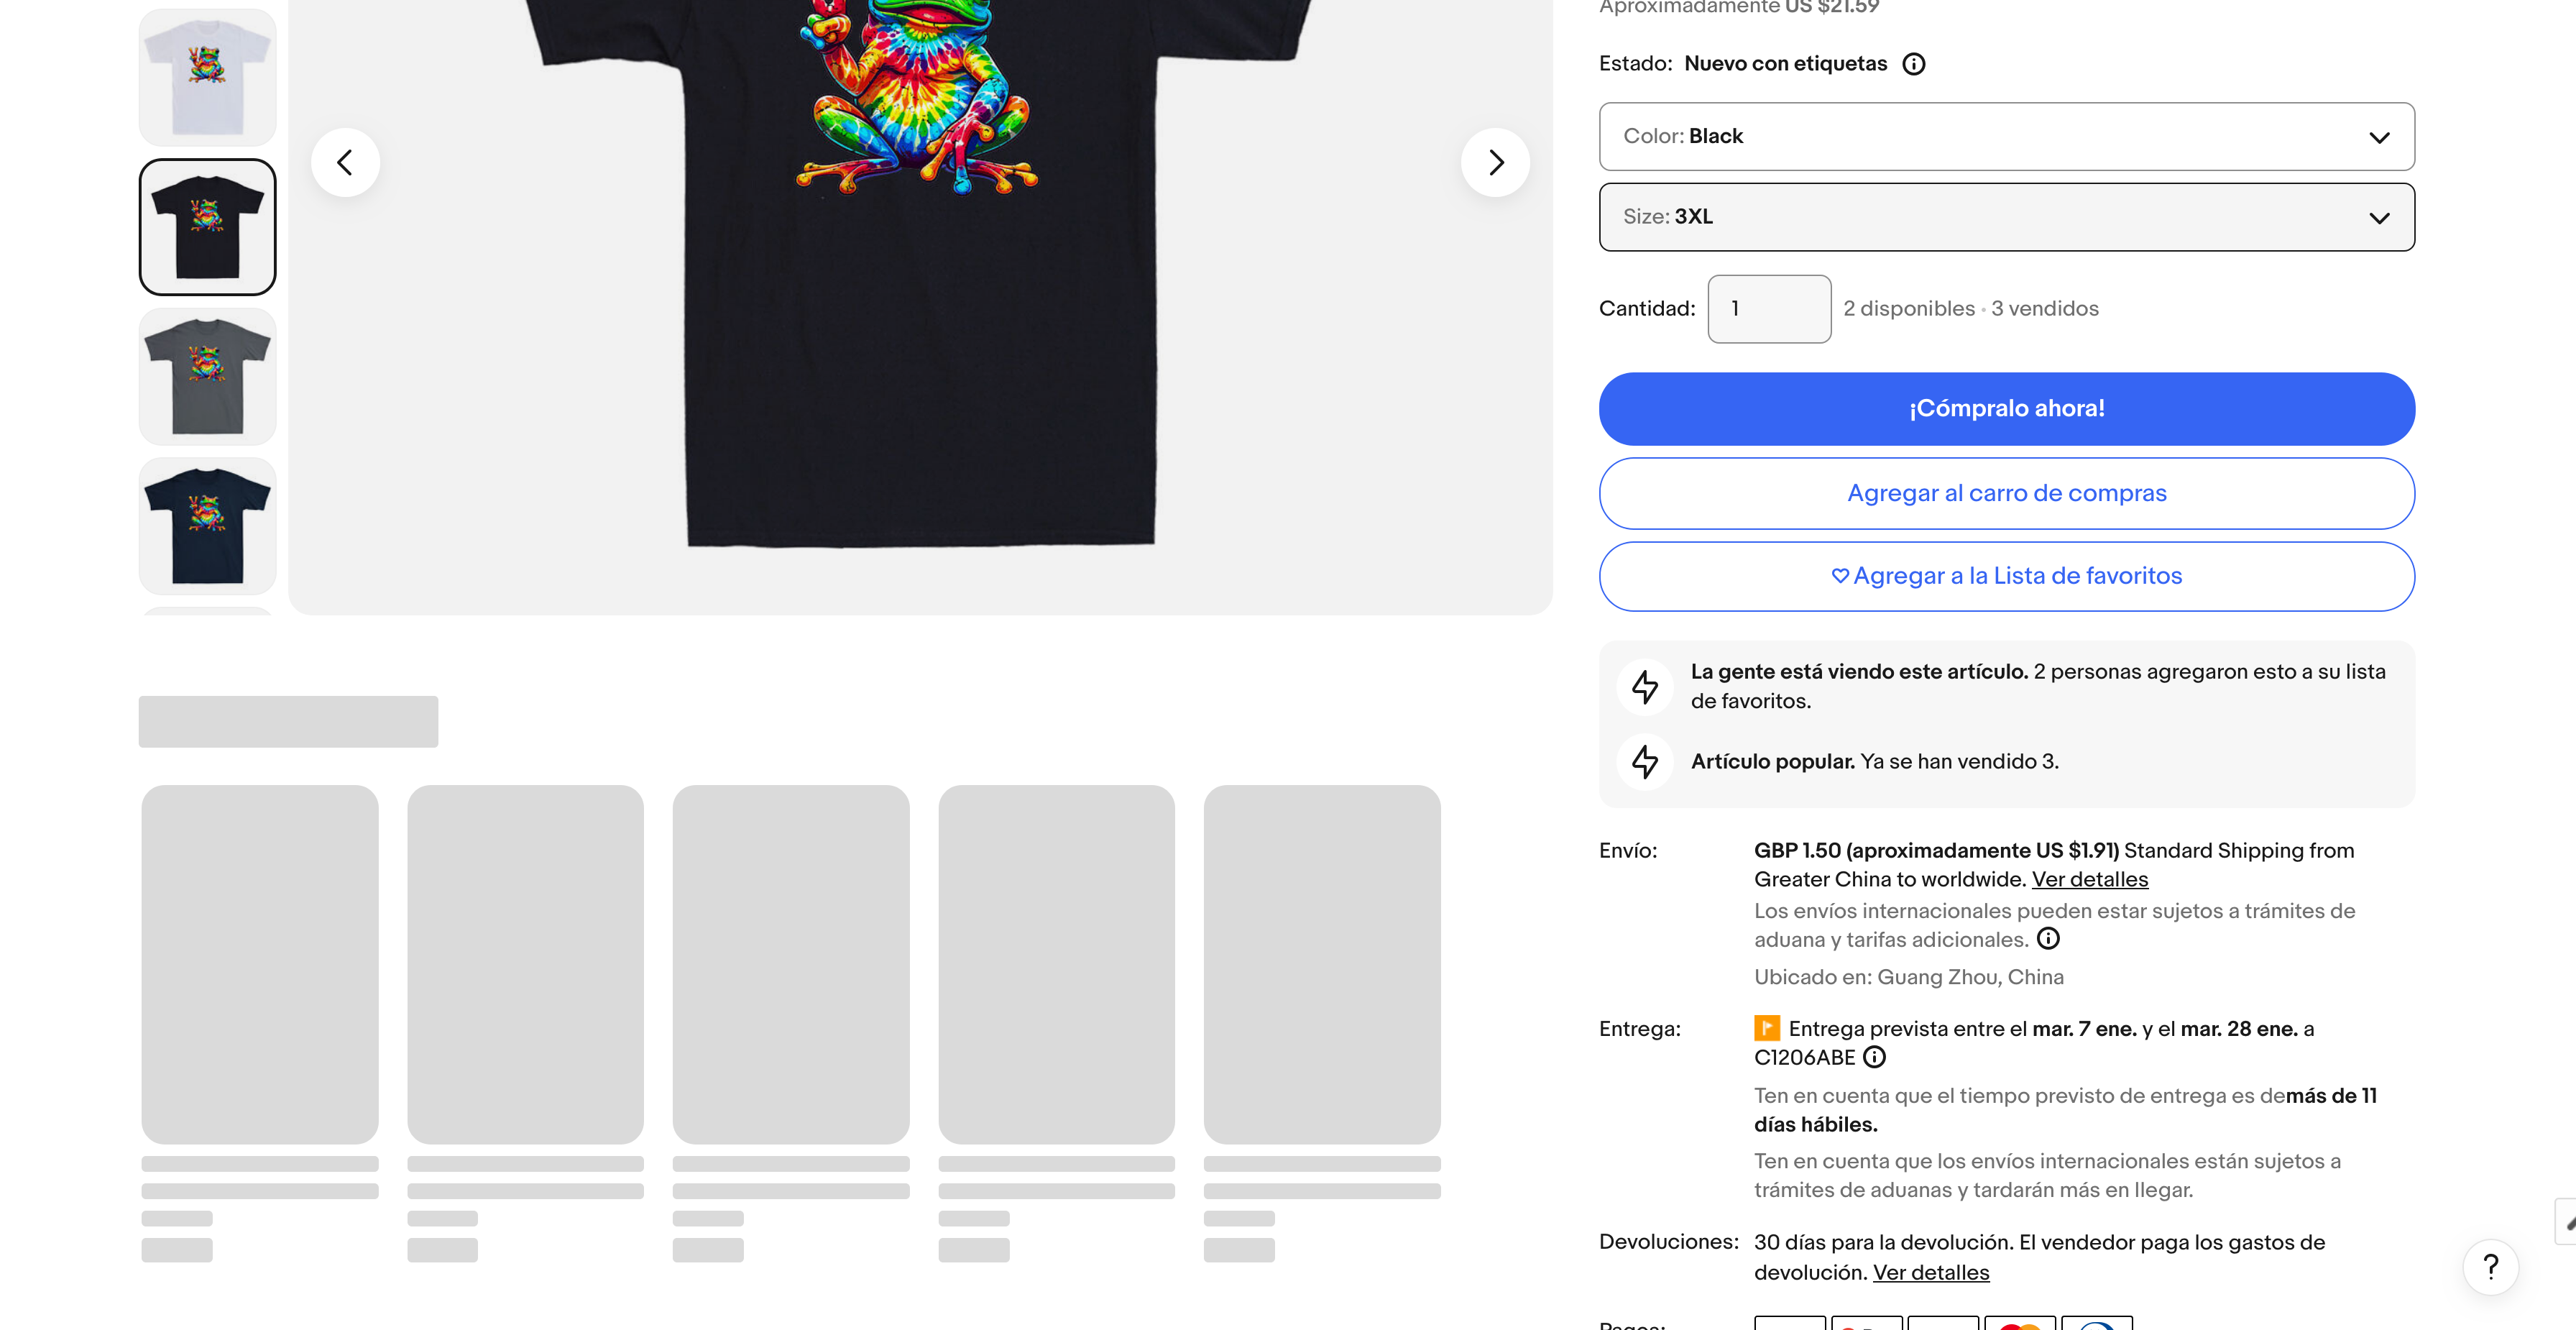 Aproximadamente US $21.59
Estado: Nuevo con etiquetas
Color: Black
Size: 3XL
Cantidad: 1 2 disponibles • 3 vendidos
¡Cómpralo ahora!
Agregar al carro de compras
Agregar a la Lista de favoritos
La gente está viendo este artículo. 2 personas agregaron esto a su lista
de favoritos.
Artículo popular. Ya se han vendido 3.
Envío: GBP 1.50 (aproximadamente US $1.91) Standard Shipping from
Greater China to worldwide. Ver detalles
Los envíos internacionales pueden estar sujetos a trámites de
aduana y tarifas adicionales.
Ubicado en: Guang Zhou, China
Entrega: Entrega prevista entre el mar. 7 ene. y el mar. 28 ene. a
C1206ABE
Ten en cuenta que el tiempo previsto de entrega es demás de 11
días hábiles.
Ten en cuenta que los envíos internacionales están sujetos a
trámites de aduanas y tardarán más en llegar.
Devoluciones: 30 días para la devolución. El vendedor paga los gastos de
devolución. Ver detalles
Pagos:
?